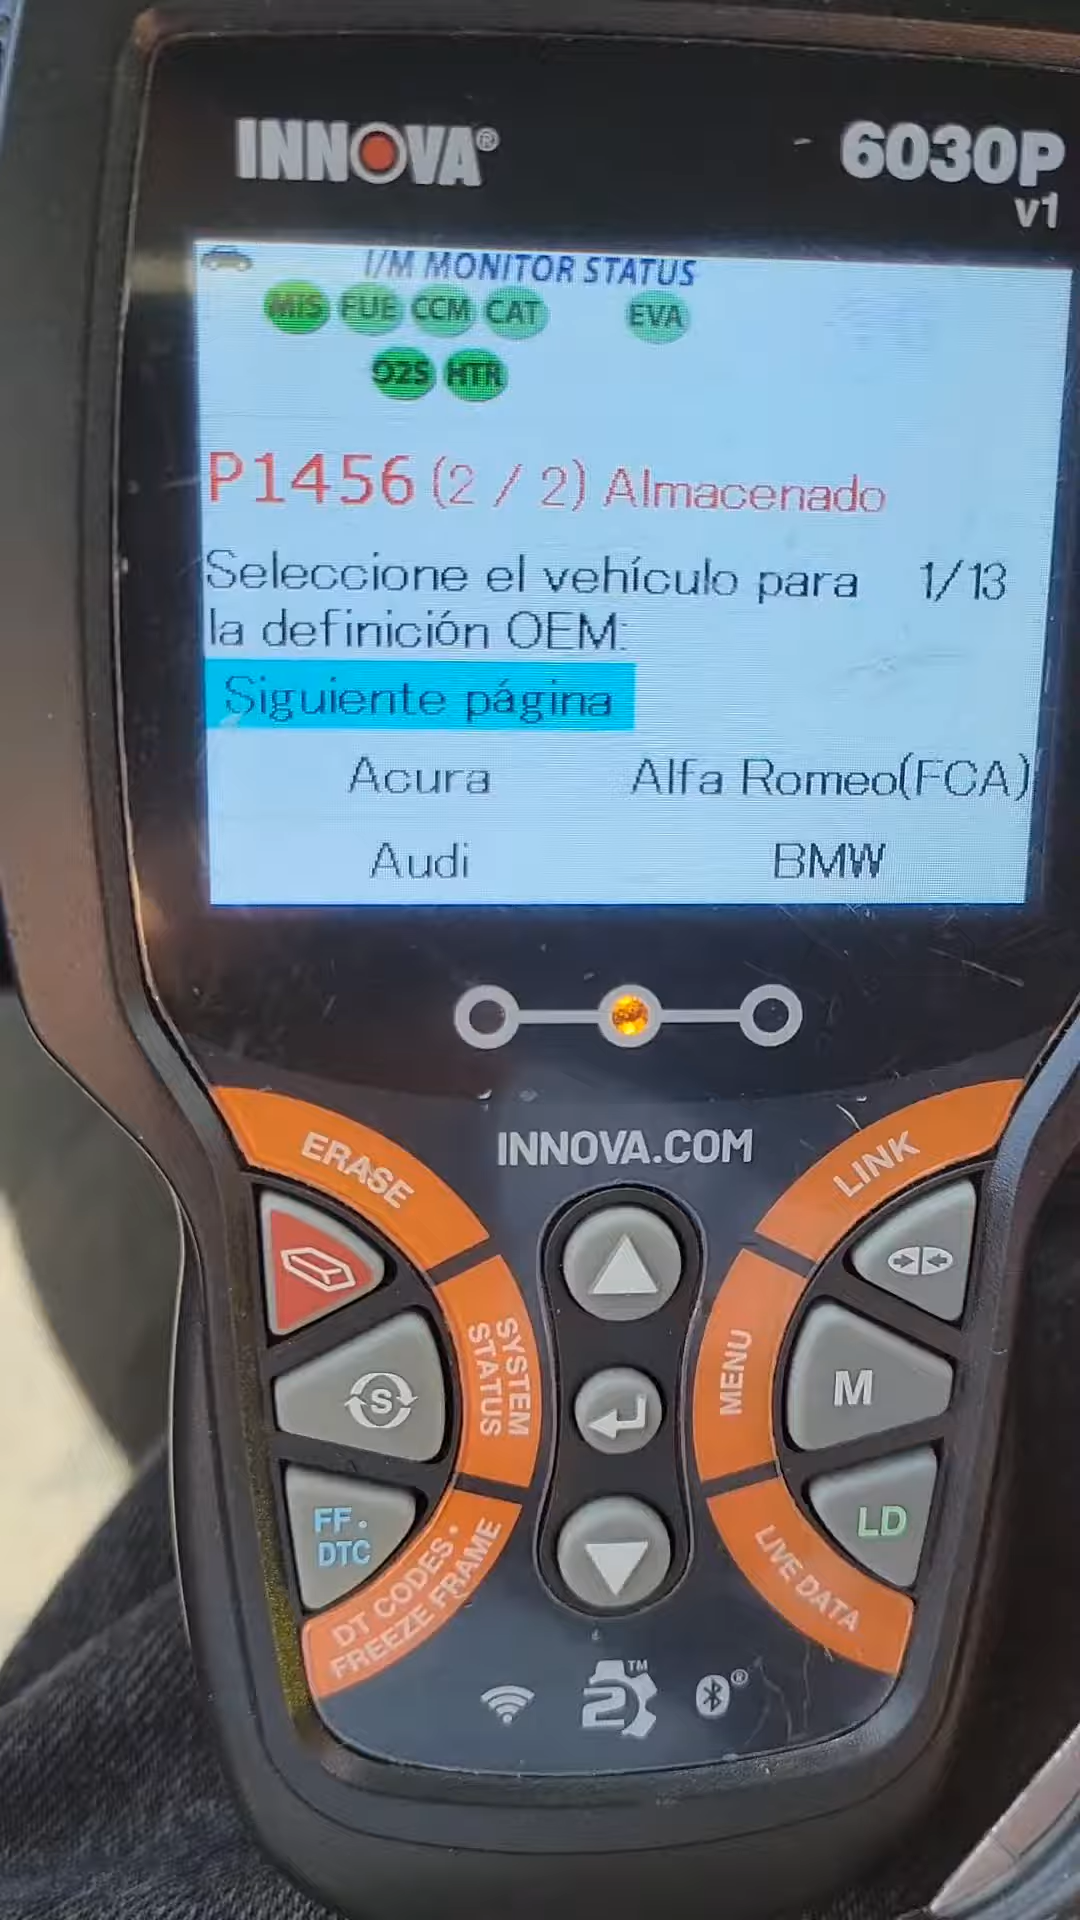 INNOVA®
6030P
v1
I/M MONITOR STATUS
MIS FUE CCM CAT EVA
O2S HTR
P1456 (2 / 2) Almacenado
Seleccione el vehículo para 1/13
la definición OEM:
Siguiente página
Acura Alfa Romeo(FCA)
Audi BMW
INNOVA.COM
ERASE
LINK
S
SYSTEM
STATUS
MENU
M
FF•
DTC
DT CODES•
FREEZE FRAME
LD
LIVE DATA
2
TM
®